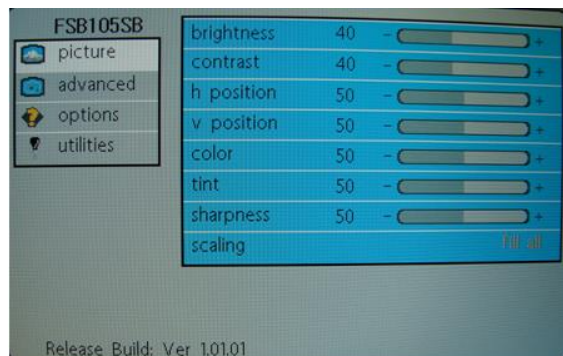 FSB105SB
picture
advanced
options
utilities
brightness 40 - +
contrast 40 - +
h position 50 - +
v position 50 - +
color 50 - +
tint 50 - +
sharpness 50 - +
scaling fill all
Release Build: Ver 1.01.01